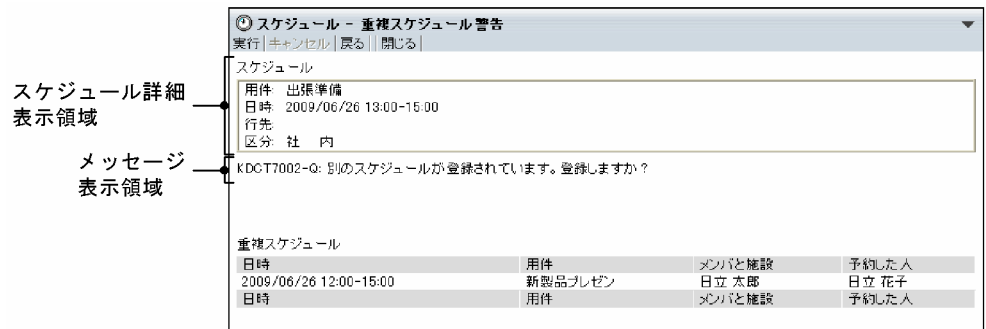 スケジュール - 重複スケジュール警告
実行|キャンセル|戻る||閉じる|
スケジュール
スケジュール詳細
表示領域
用件: 出張準備
日時: 2009/06/26 13:00-15:00
行先:
区分: 社　内
メッセージ
表示領域
KDCT7002-Q: 別のスケジュールが登録されています。登録しますか？
重複スケジュール
日時 用件 メンバと施設 予約した人
2009/06/26 12:00-15:00 新製品プレゼン 日立 太郎 日立 花子
日時 用件 メンバと施設 予約した人